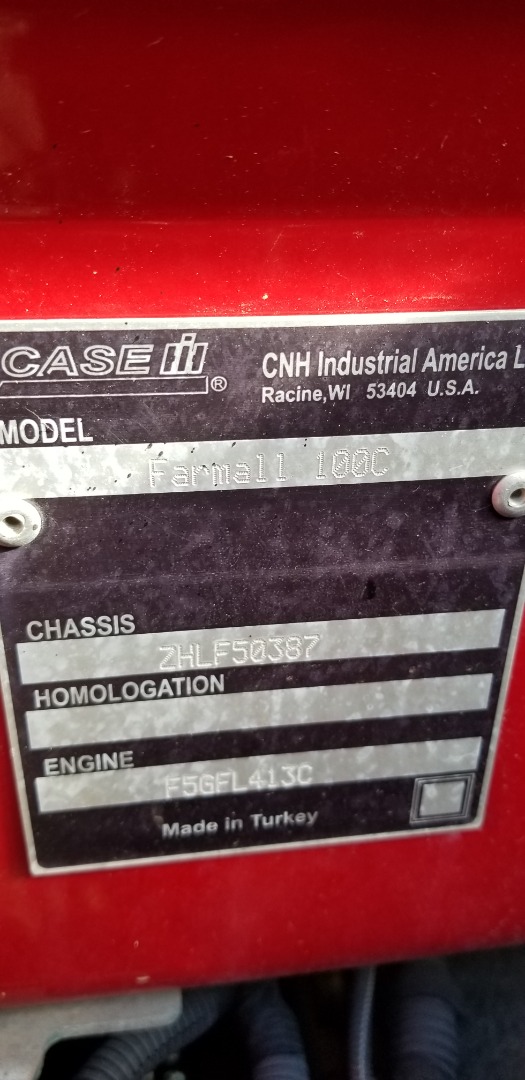 CASE IH ®
CNH Industrial America L
Racine,WI 53404 U.S.A.
MODEL
Farmall 100C
CHASSIS
ZHLF50387
HOMOLOGATION
ENGINE
F5GFL413C
Made in Turkey